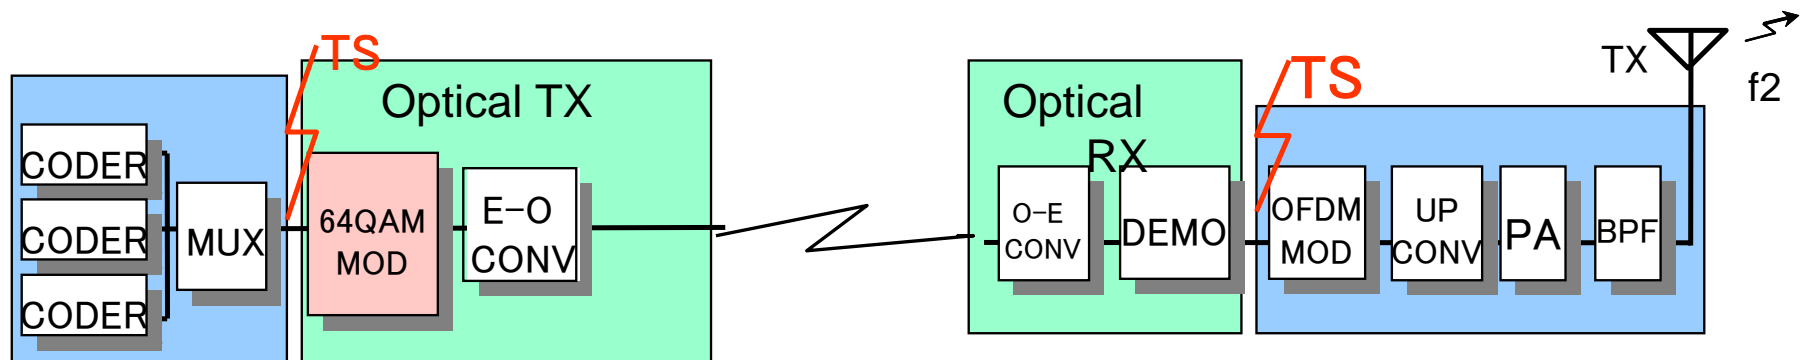 TS
Optical TX
CODER
CODER
CODER
MUX
64QAM
MOD
E-O
CONV
Optical
RX
O-E
CONV
DEMO
TS
OFDM
MOD
UP
CONV
PA
BPF
TX
f2